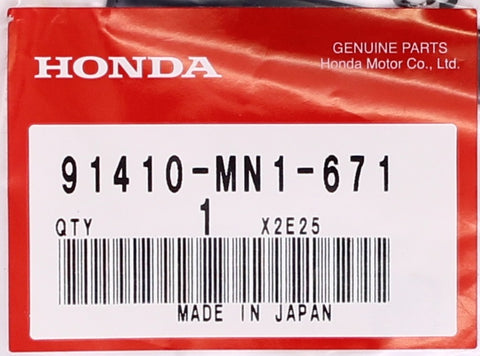 GENUINE PARTS
HONDA Honda Motor Co., Ltd.
91410-MN1-671
QTY 1 X2E25
MADE IN JAPAN